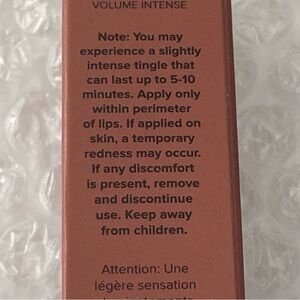 VOLUME INTENSE
Note: You may
experience a slightly
intense tingle that
can last up to 5-10
minutes. Apply only
within perimeter
of lips. If applied on
skin, a temporary
redness may occur.
If any discomfort
is present, remove
and discontinue
use. Keep away
from children.
Attention: Une
légère sensation